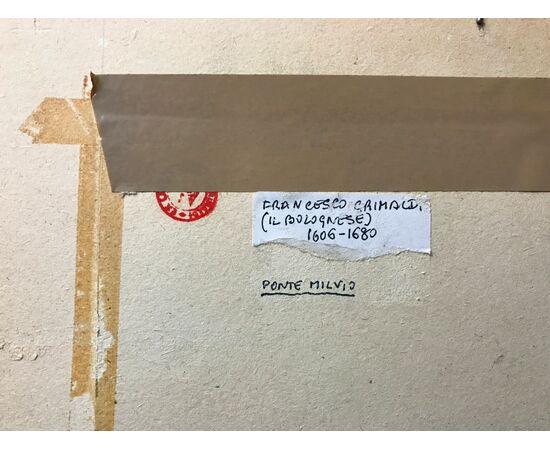 FRANCESCO GRIMALDI
(IL BOLOGNESE)
1606-1680
PONTE MILVIO